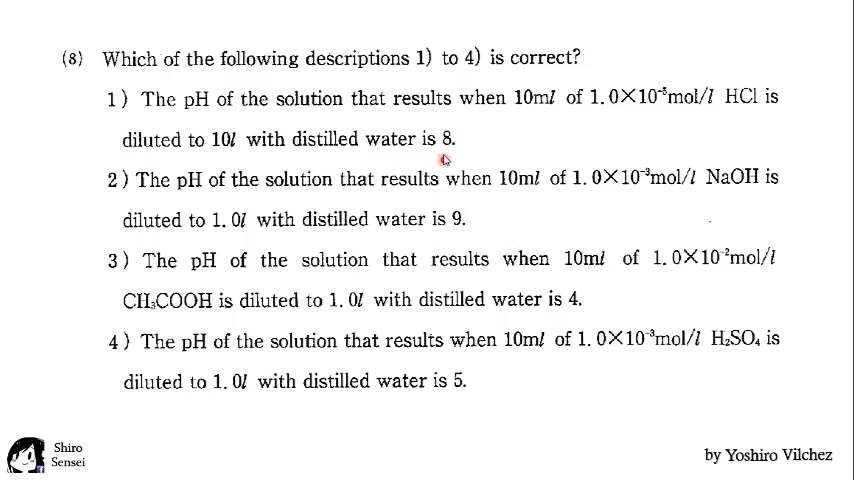 (8) Which of the following descriptions 1) to 4) is correct?
1) The pH of the solution that results when 10ml of 1.0×10⁻⁵mol/l HCl is
diluted to 10l with distilled water is 8.
2) The pH of the solution that results when 10ml of 1.0×10⁻³mol/l NaOH is
diluted to 1.0l with distilled water is 9.
3) The pH of the solution that results when 10ml of 1.0×10⁻²mol/l
CH₃COOH is diluted to 1.0l with distilled water is 4.
4) The pH of the solution that results when 10ml of 1.0×10⁻³mol/l H₂SO₄ is
diluted to 1.0l with distilled water is 5.
Shiro
Sensei
by Yoshiro Vilchez